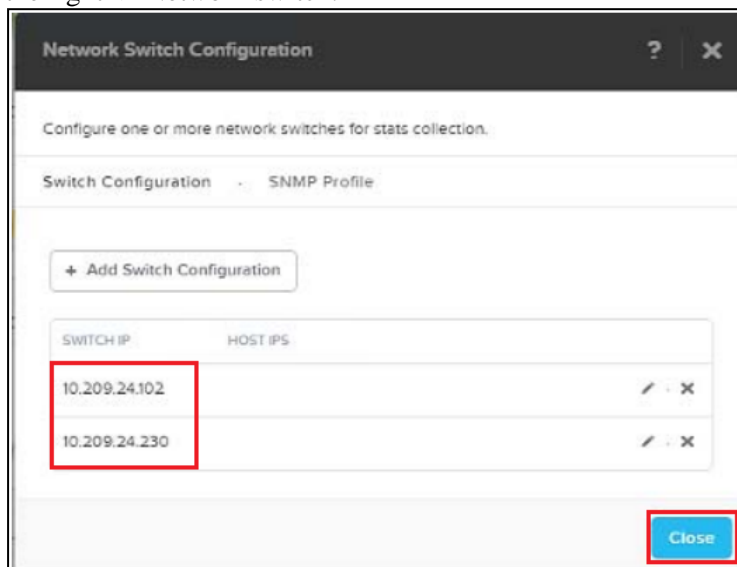 Network Switch Configuration ?
Configure one or more network switches for stats collection.
Switch Configuration · SNMP Profile
+ Add Switch Configuration
SWITCH IP HOST IPS
10.209.24.102
10.209.24.230
Close